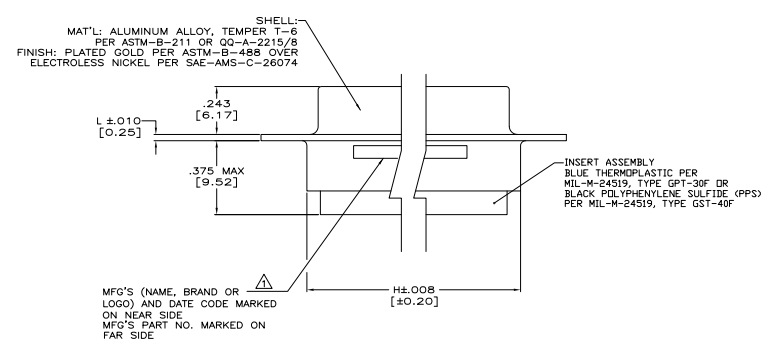 SHELL:
MAT'L: ALUMINUM ALLOY, TEMPER T-6
PER ASTM-B-211 OR QQ-A-2215/8
FINISH: PLATED GOLD PER ASTM-B-488 OVER
ELECTROLESS NICKEL PER SAE-AMS-C-26074
.243
[6.17]
L ±.010
[0.25]
.375 MAX
[9.52]
INSERT ASSEMBLY
BLUE THERMOPLASTIC PER
MIL-M-24519, TYPE GPT-30F OR
BLACK POLYPHENYLENE SULFIDE (PPS)
PER MIL-M-24519, TYPE GST-40F
1
MFG'S (NAME, BRAND OR
LOGO) AND DATE CODE MARKED
ON NEAR SIDE
MFG'S PART NO. MARKED ON
FAR SIDE
H±.008
[±0.20]